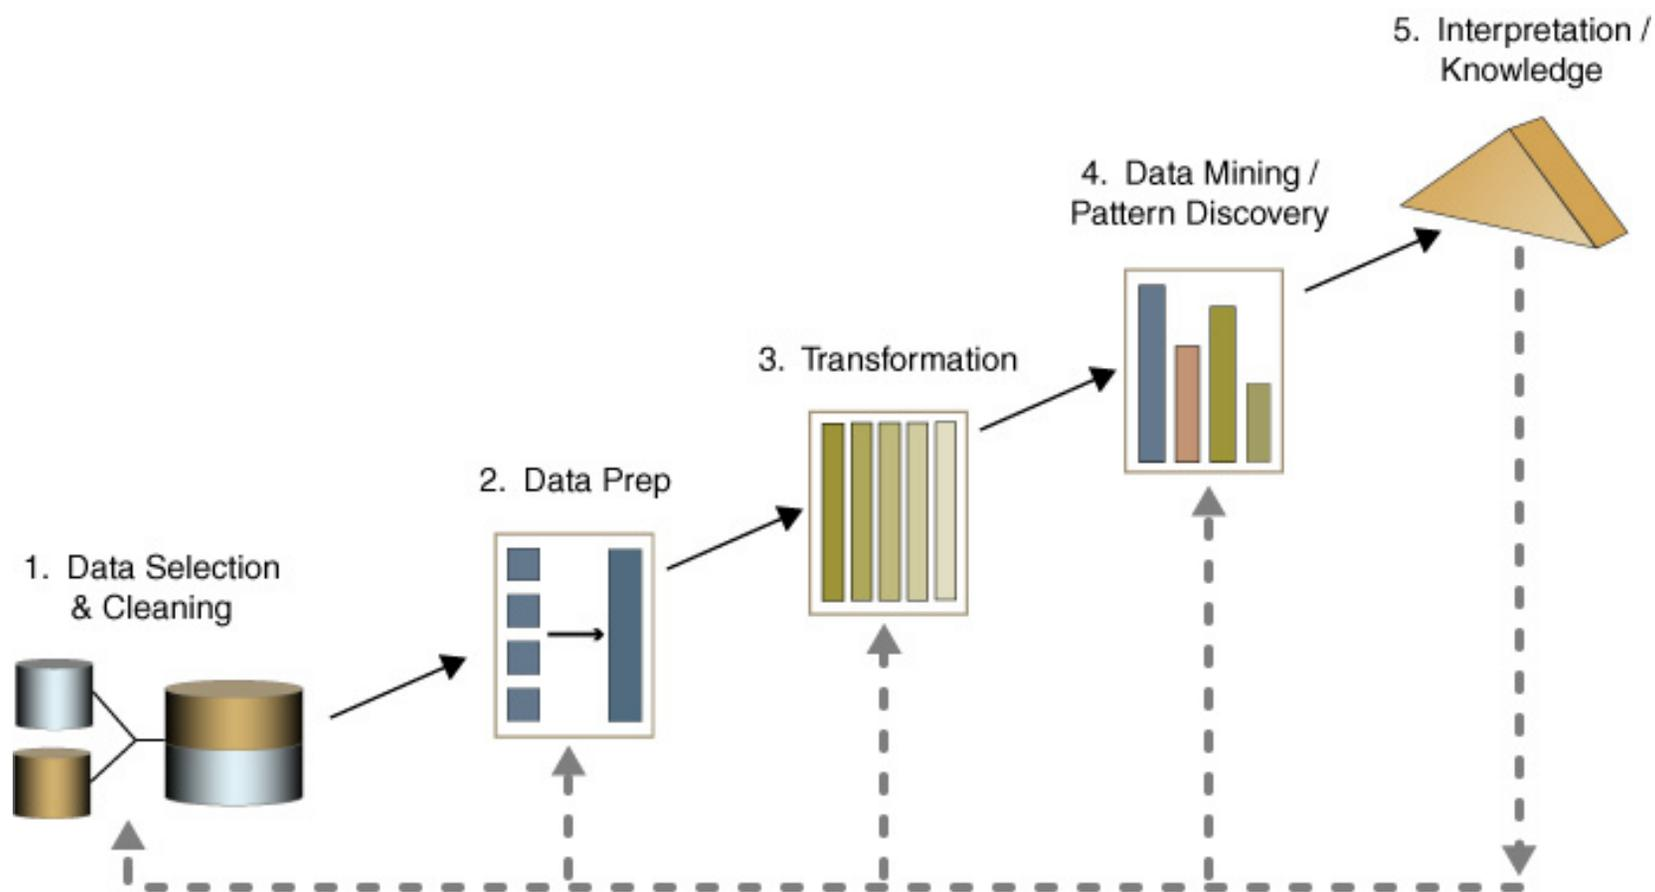 1. Data Selection
& Cleaning
2. Data Prep
3. Transformation
4. Data Mining /
Pattern Discovery
5. Interpretation /
Knowledge